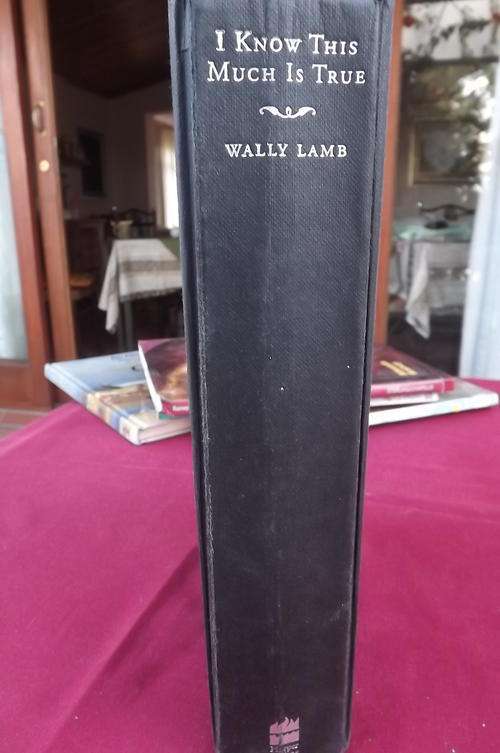 I Know This
Much Is True
WALLY LAMB